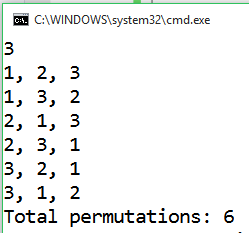 C:\WINDOWS\system32\cmd.exe
3
1, 2, 3
1, 3, 2
2, 1, 3
2, 3, 1
3, 2, 1
3, 1, 2
Total permutations: 6